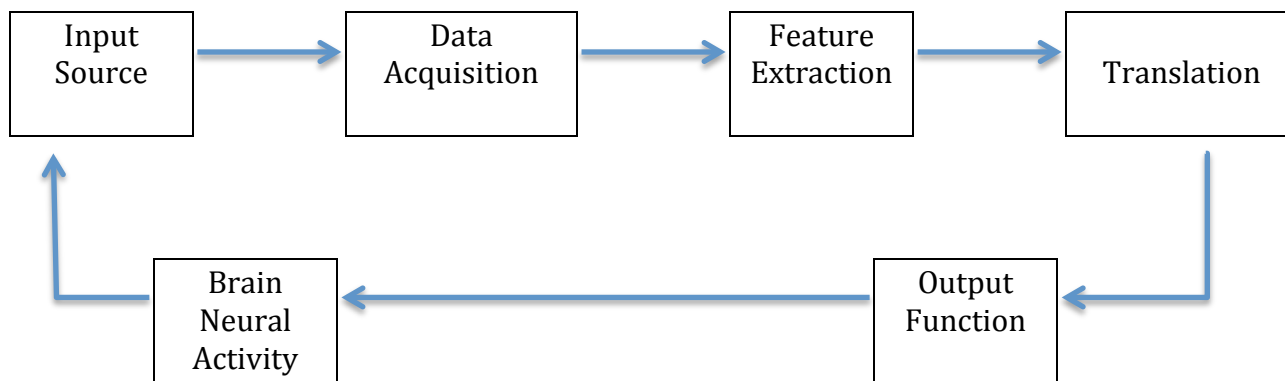 Input
Source
Data
Acquisition
Feature
Extraction
Translation
Brain
Neural
Activity
Output
Function